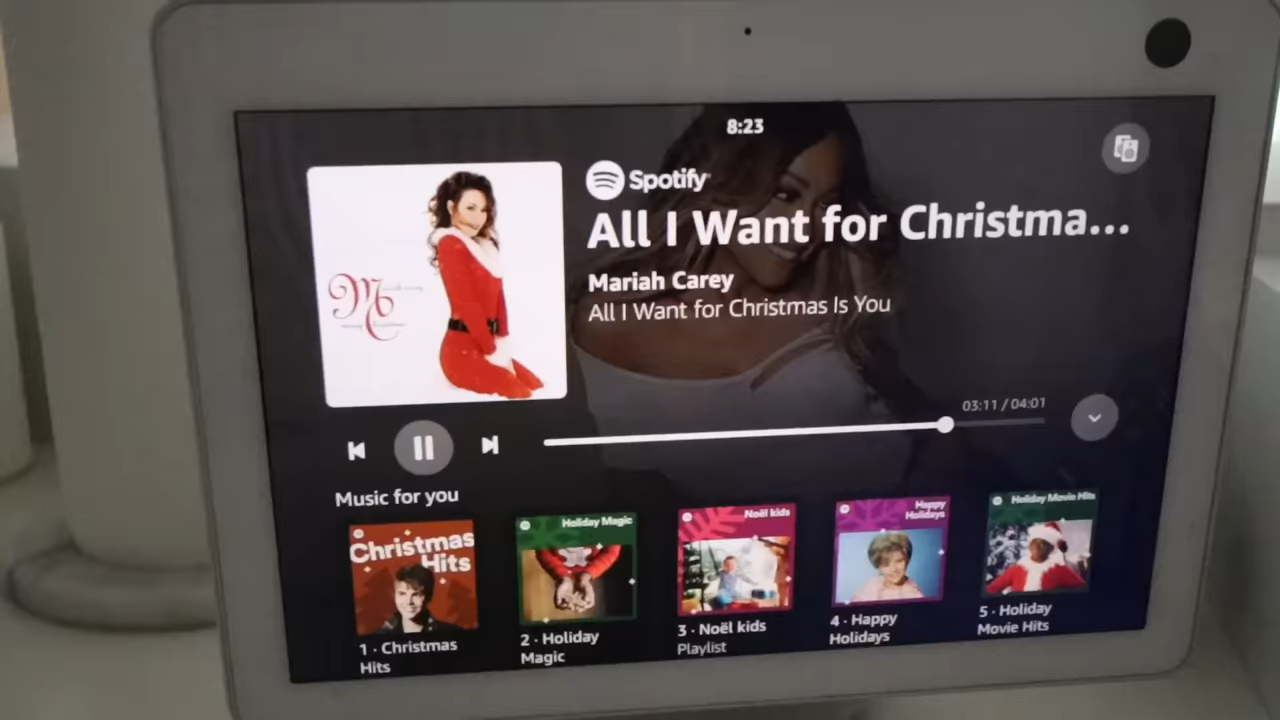 8:23
Spotify
All I Want for Christma...
Mariah Carey
All I Want for Christmas Is You
03:11 / 04:01
Music for you
Christmas
Hits
Holiday Magic
Noël kids
Happy
Holidays
Holiday Movie Hits
1 · Christmas
Hits
2 · Holiday
Magic
3 · Noël kids
Playlist
4 · Happy
Holidays
5 · Holiday
Movie Hits